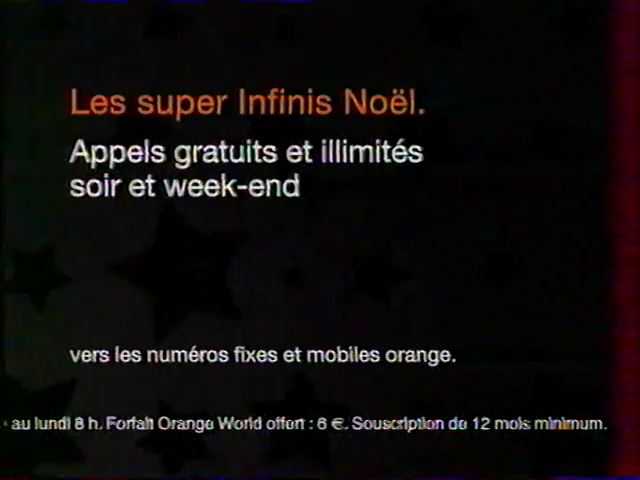 Les super Infinis Noël.
Appels gratuits et illimités
soir et week-end
vers les numéros fixes et mobiles orange.
au lundi 8 h. Forfait Orange World offert : 6 €. Souscription de 12 mois minimum.